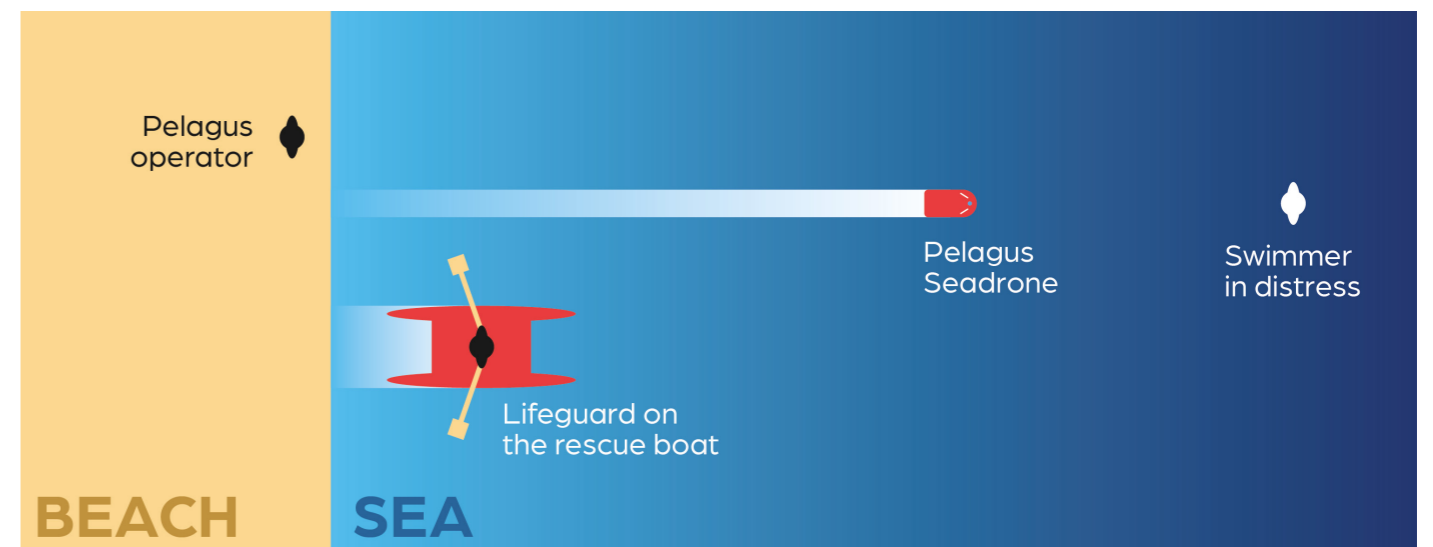 Pelagus
operator
Pelagus
Seadrone
Swimmer
in distress
Lifeguard on
the rescue boat
BEACH
SEA